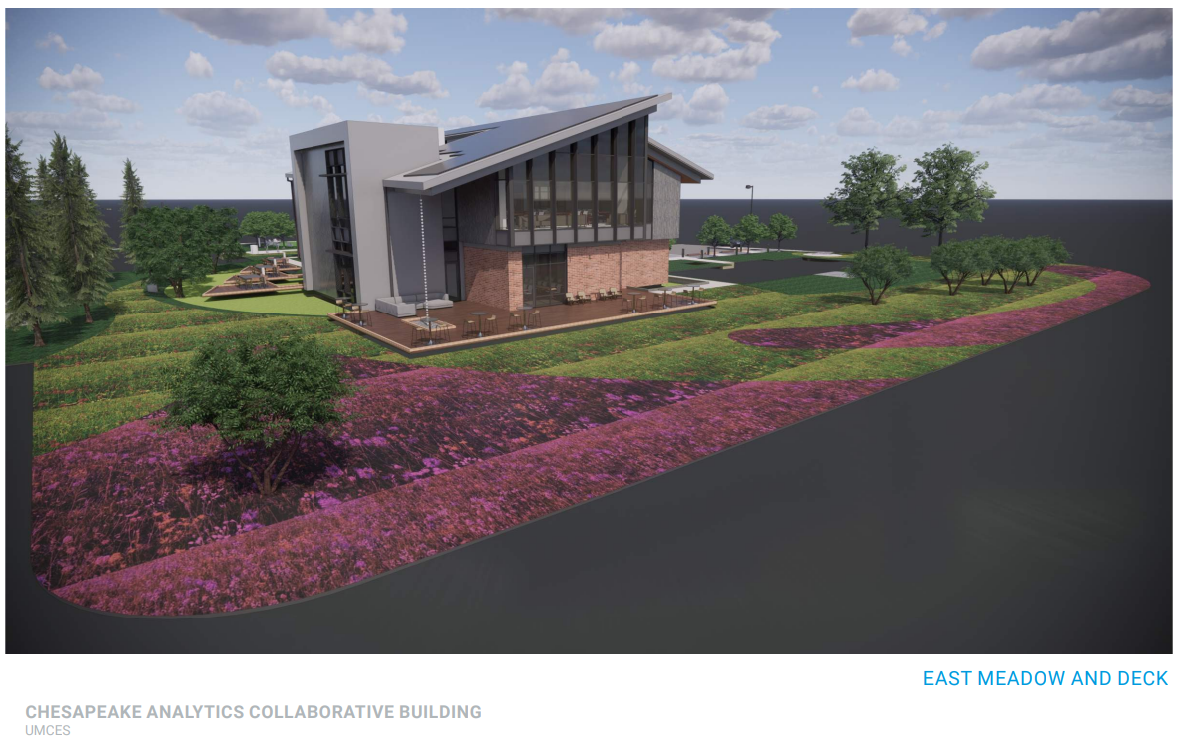 EAST MEADOW AND DECK
CHESAPEAKE ANALYTICS COLLABORATIVE BUILDING
UMCES